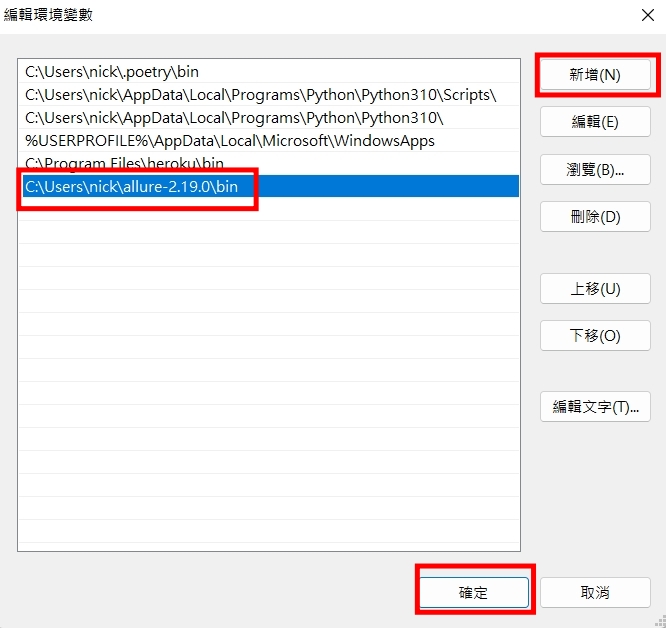 編輯環境變數
C:\Users\nick\.poetry\bin
C:\Users\nick\AppData\Local\Programs\Python\Python310\Scripts\
C:\Users\nick\AppData\Local\Programs\Python\Python310\
%USERPROFILE%\AppData\Local\Microsoft\WindowsApps
C:\Program Files\heroku\bin
C:\Users\nick\allure-2.19.0\bin
新增(N)
編輯(E)
瀏覽(B)...
刪除(D)
上移(U)
下移(O)
編輯文字(T)...
確定
取消